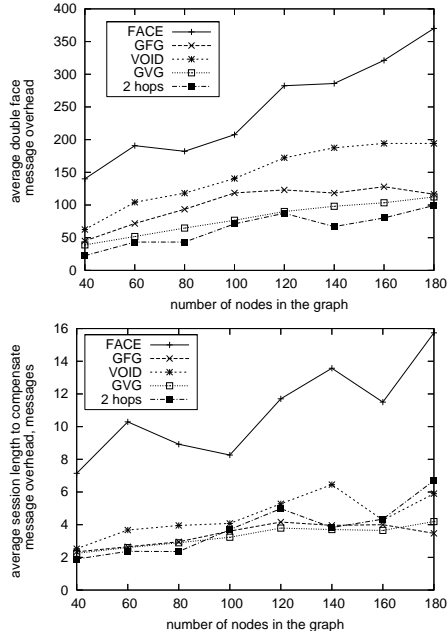 400
350
300
250
200
150
100
50
0
average double face
message overhead
FACE
GFG
VOID
GVG
2 hops
40 60 80 100 120 140 160 180
number of nodes in the graph
16
14
12
10
8
6
4
2
0
average session length to compensate
message overhead, messages
FACE
GFG
VOID
GVG
2 hops
40 60 80 100 120 140 160 180
number of nodes in the graph